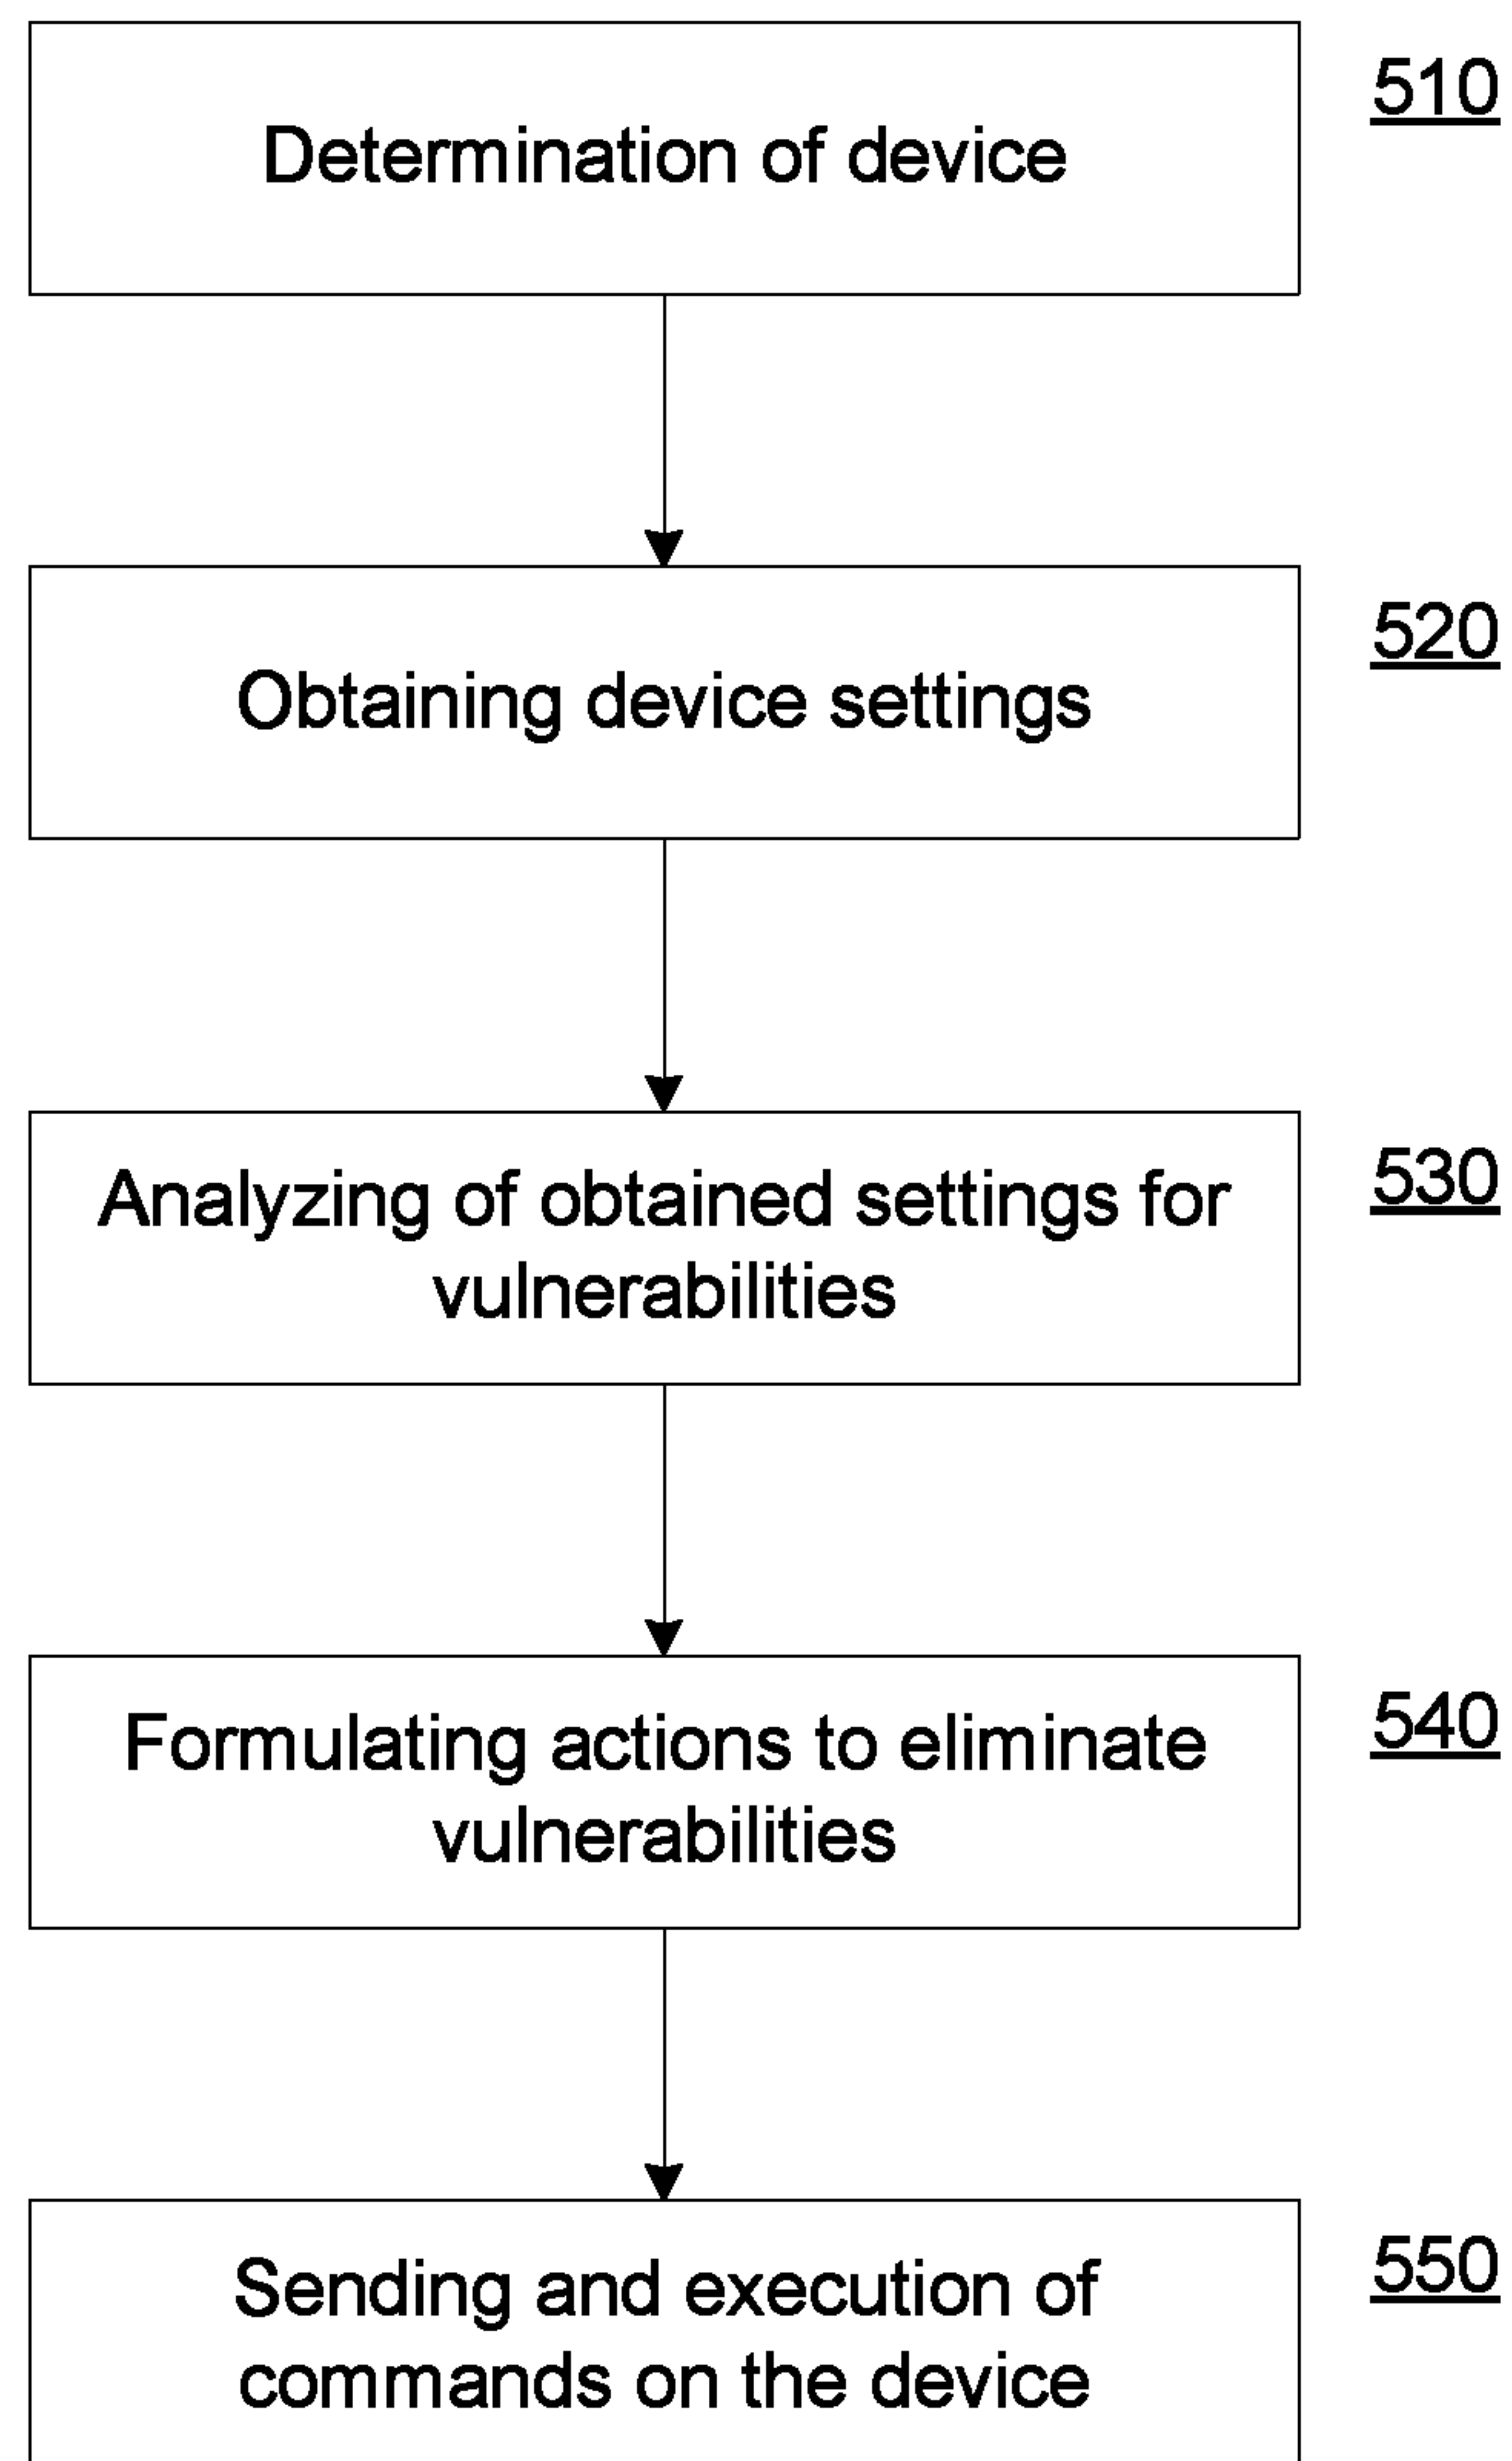 Determination of device
510
Obtaining device settings
520
Analyzing of obtained settings for
vulnerabilities
530
Formulating actions to eliminate
vulnerabilities
540
Sending and execution of
commands on the device
550